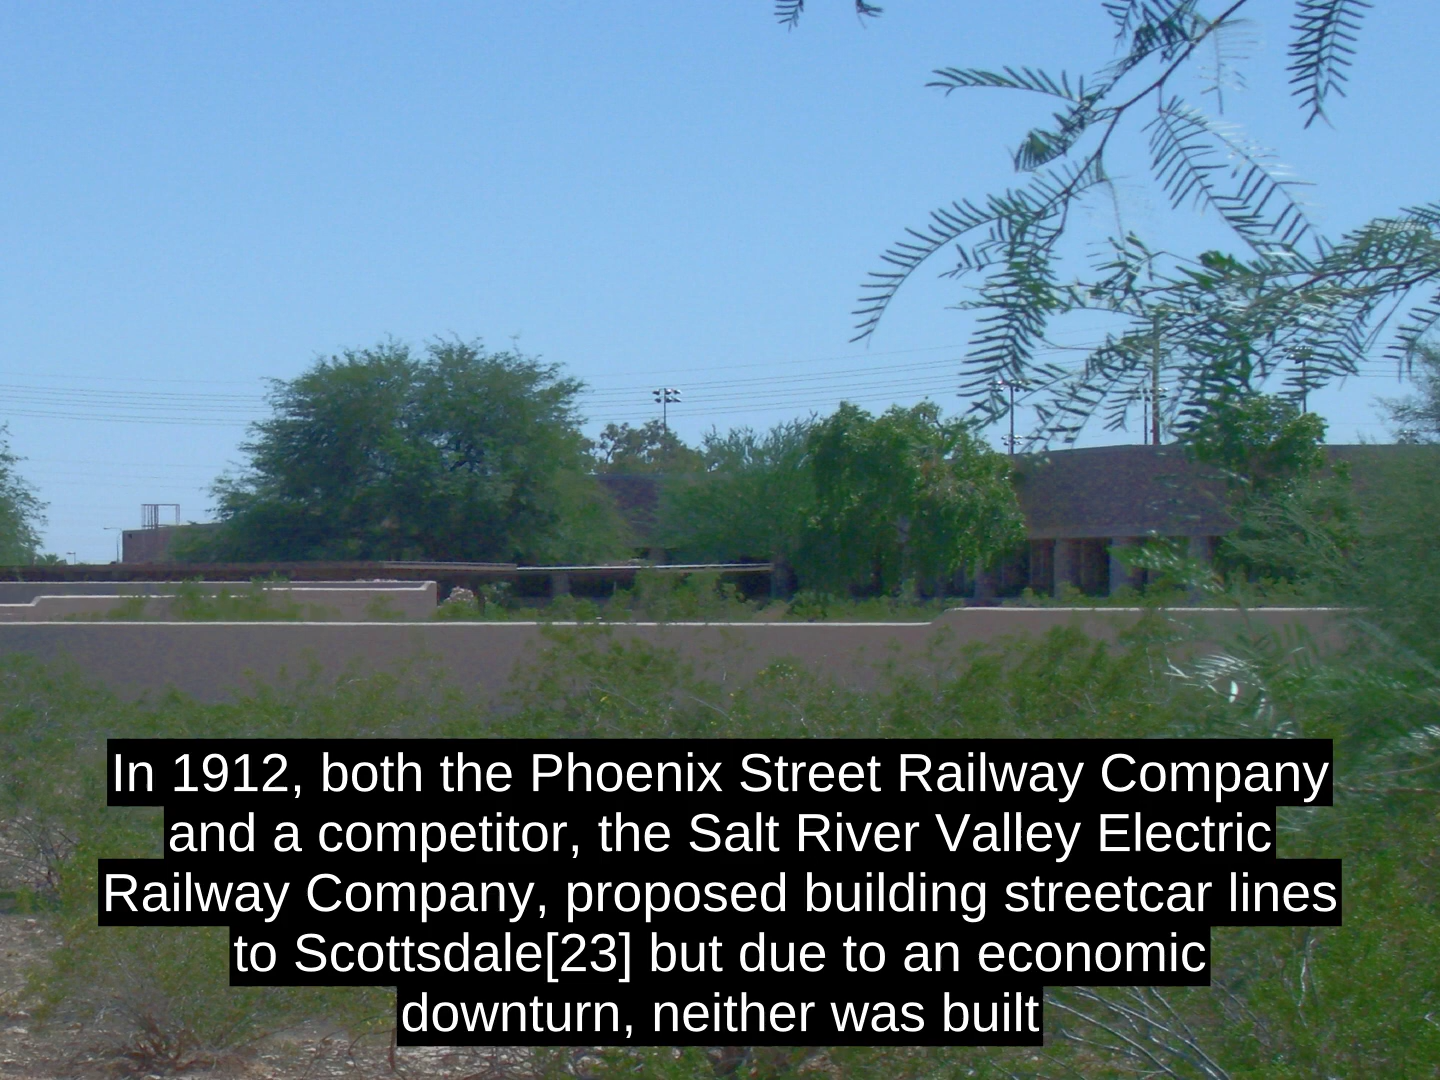 In 1912, both the Phoenix Street Railway Company
and a competitor, the Salt River Valley Electric
Railway Company, proposed building streetcar lines
to Scottsdale[23] but due to an economic
downturn, neither was built